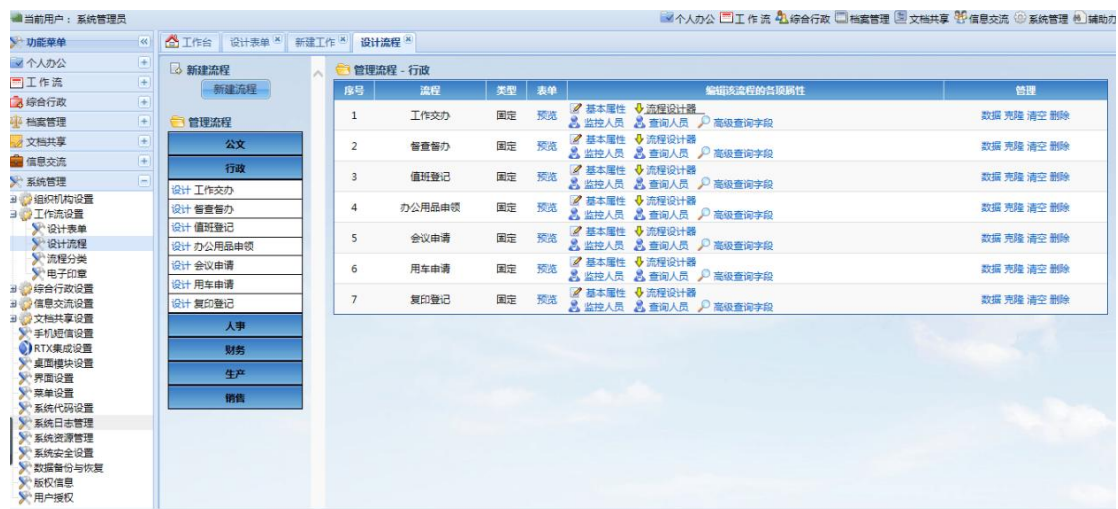 当前用户： 系统管理员
个人办公 工 作 流 综合行政 档案管理 文档共享 信息交流 系统管理 辅助办
功能菜单
个人办公
工 作 流
综合行政
档案管理
文档共享
信息交流
系统管理
组织机构设置
工作流设置
设计表单
设计流程
流程分类
电子印章
综合行政设置
信息交流设置
文档共享设置
手机短信设置
RTX集成设置
桌面模块设置
界面设置
菜单设置
系统代码设置
系统日志管理
系统资源管理
系统安全设置
数据备份与恢复
版权信息
用户授权
工作台 设计表单 新建工作 设计流程
新建流程
新建流程
管理流程
公文
行政
设计 工作交办
设计 督查督办
设计 值班登记
设计 办公用品申领
设计 会议申请
设计 用车申请
设计 复印登记
人事
财务
生产
销售
管理流程 - 行政
序号 流程 类型 表单 编辑该流程的各项属性 管理
1 工作交办 固定 预览 基本属性 流程设计器 数据 克隆 清空 删除
监控人员 查询人员 高级查询字段
2 督查督办 固定 预览 基本属性 流程设计器 数据 克隆 清空 删除
监控人员 查询人员 高级查询字段
3 值班登记 固定 预览 基本属性 流程设计器 数据 克隆 清空 删除
监控人员 查询人员 高级查询字段
4 办公用品申领 固定 预览 基本属性 流程设计器 数据 克隆 清空 删除
监控人员 查询人员 高级查询字段
5 会议申请 固定 预览 基本属性 流程设计器 数据 克隆 清空 删除
监控人员 查询人员 高级查询字段
6 用车申请 固定 预览 基本属性 流程设计器 数据 克隆 清空 删除
监控人员 查询人员 高级查询字段
7 复印登记 固定 预览 基本属性 流程设计器 数据 克隆 清空 删除
监控人员 查询人员 高级查询字段